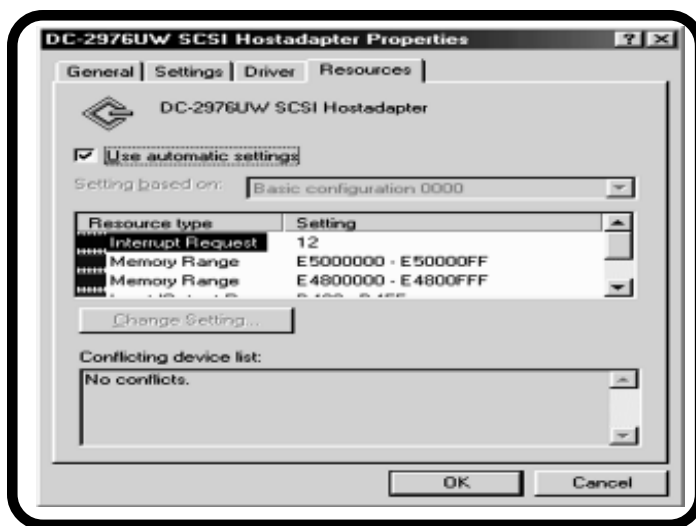 DC-2976UW SCSI Hostadapter Properties
General Settings Driver Resources
DC-2976UW SCSI Hostadapter
Use automatic settings
Setting based on: Basic configuration 0000
Resource type Setting
Interrupt Request 12
Memory Range E5000000 - E50000FF
Memory Range E4800000 - E4800FFF
Change Setting...
Conflicting device list:
No conflicts.
OK Cancel